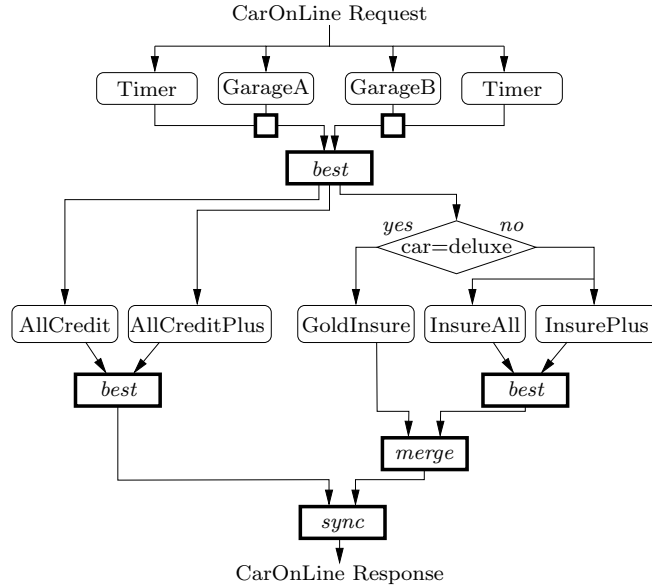 CarOnLine Request
Timer
GarageA
GarageB
Timer
best
yes
no
car=deluxe
AllCredit
AllCreditPlus
GoldInsure
InsureAll
InsurePlus
best
best
merge
sync
CarOnLine Response